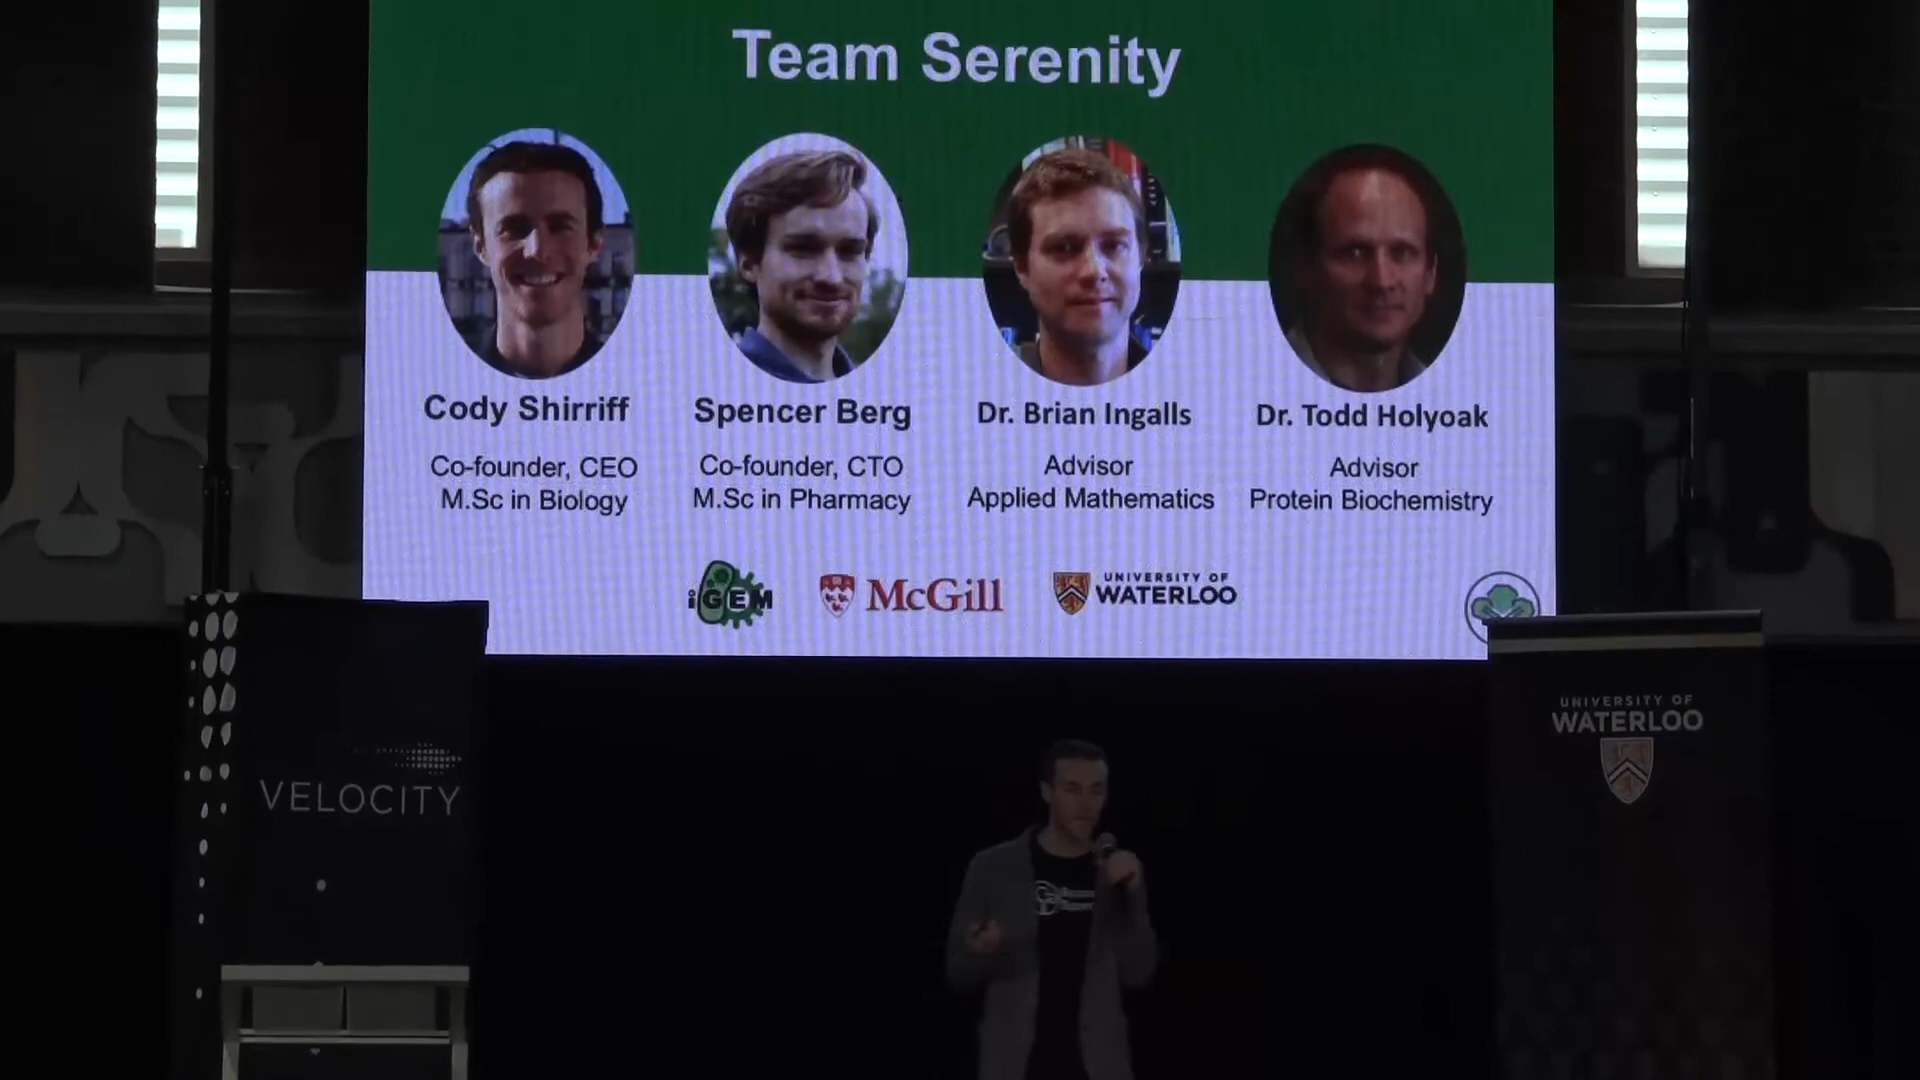 Team Serenity
Cody Shirriff
Co-founder, CEO
M.Sc in Biology
Spencer Berg
Co-founder, CTO
M.Sc in Pharmacy
Dr. Brian Ingalls
Advisor
Applied Mathematics
Dr. Todd Holyoak
Advisor
Protein Biochemistry
iGEM
McGill
UNIVERSITY OF
WATERLOO
VELOCITY
UNIVERSITY OF
WATERLOO